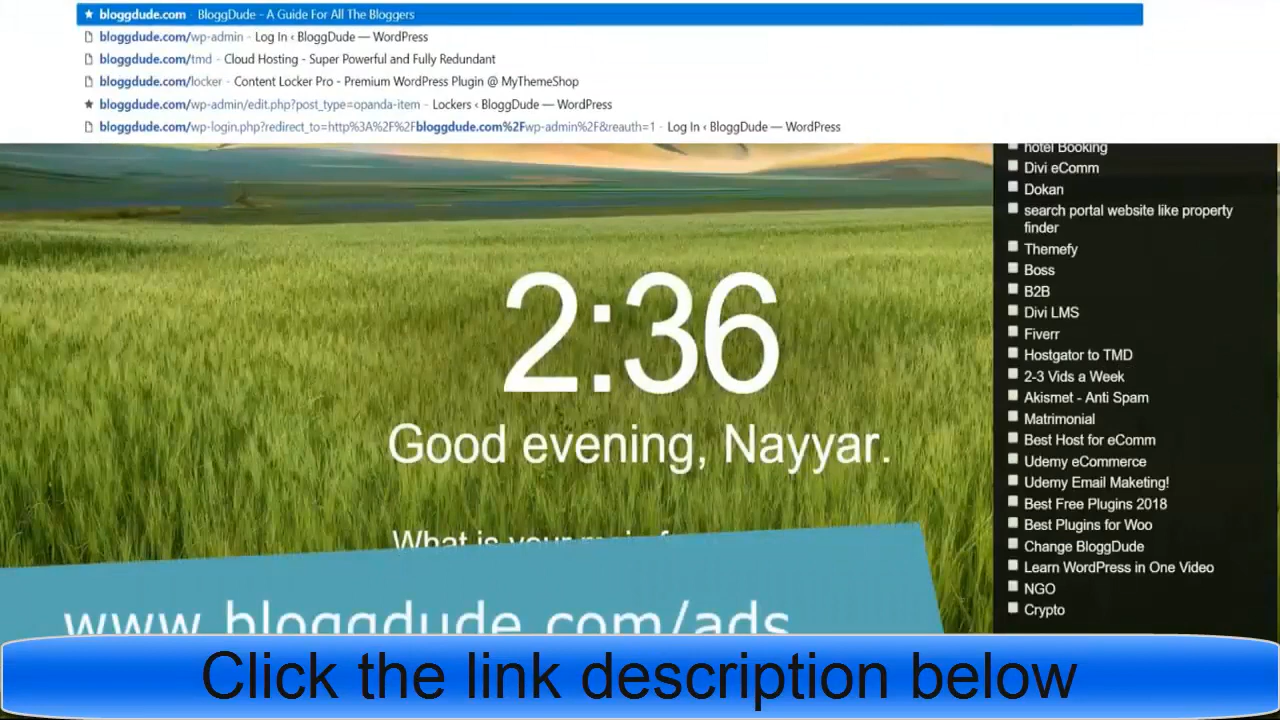 bloggdude.com - BloggDude - A Guide For All The Bloggers
bloggdude.com/wp-admin - Log In ‹ BloggDude — WordPress
bloggdude.com/tmd - Cloud Hosting - Super Powerful and Fully Redundant
bloggdude.com/locker - Content Locker Pro - Premium WordPress Plugin @ MyThemeShop
bloggdude.com/wp-admin/edit.php?post_type=opanda-item - Lockers ‹ BloggDude — WordPress
bloggdude.com/wp-login.php?redirect_to=http%3A%2F%2Fbloggdude.com%2Fwp-admin%2F&reauth=1 - Log In ‹ BloggDude — WordPress
hotel Booking
Divi eComm
Dokan
search portal website like property
finder
Themefy
Boss
B2B
Divi LMS
Fiverr
Hostgator to TMD
2-3 Vids a Week
Akismet - Anti Spam
Matrimonial
Best Host for eComm
Udemy eCommerce
Udemy Email Maketing!
Best Free Plugins 2018
Best Plugins for Woo
Change BloggDude
Learn WordPress in One Video
NGO
Crypto
2:36
Good evening, Nayyar.
What is your main f
www.bloggdude.com/ads
Click the link description below